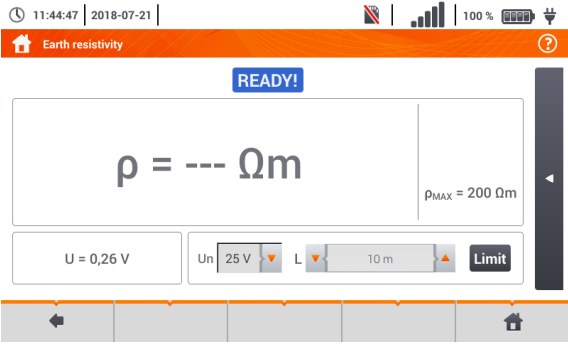 11:44:47 2018-07-21 100 %
Earth resistivity ?
READY!
ρ = --- Ωm
ρMAX = 200 Ωm
U = 0,26 V Un 25 V L 10 m Limit